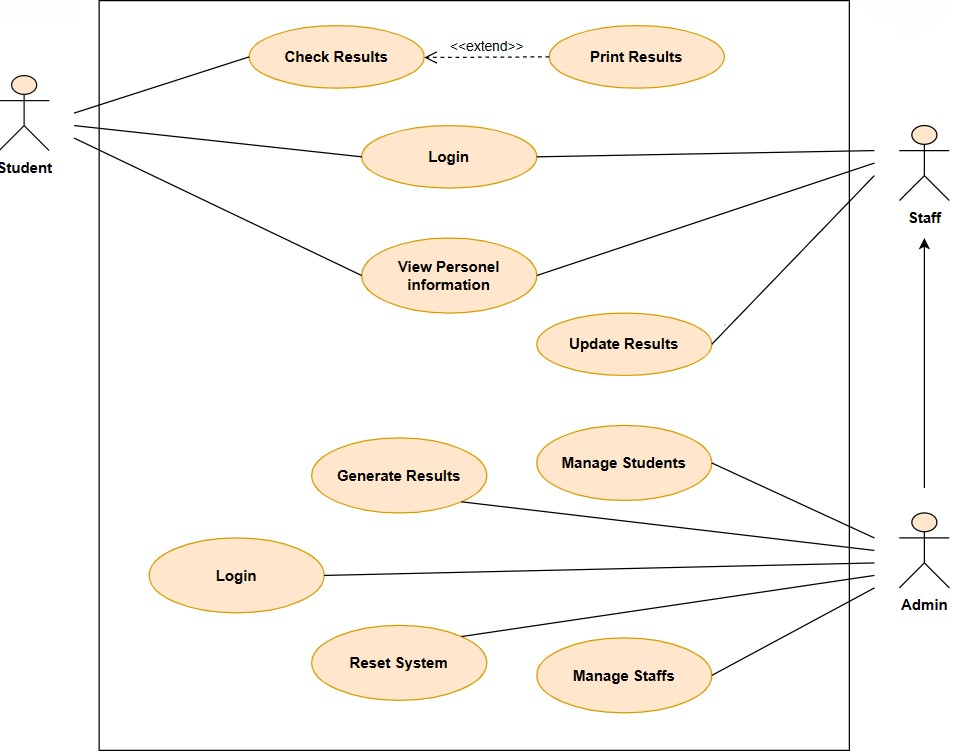 Check Results
<<extend>>
Print Results
Student
Login
Staff
View Personel
information
Update Results
Manage Students
Generate Results
Login
Admin
Reset System
Manage Staffs